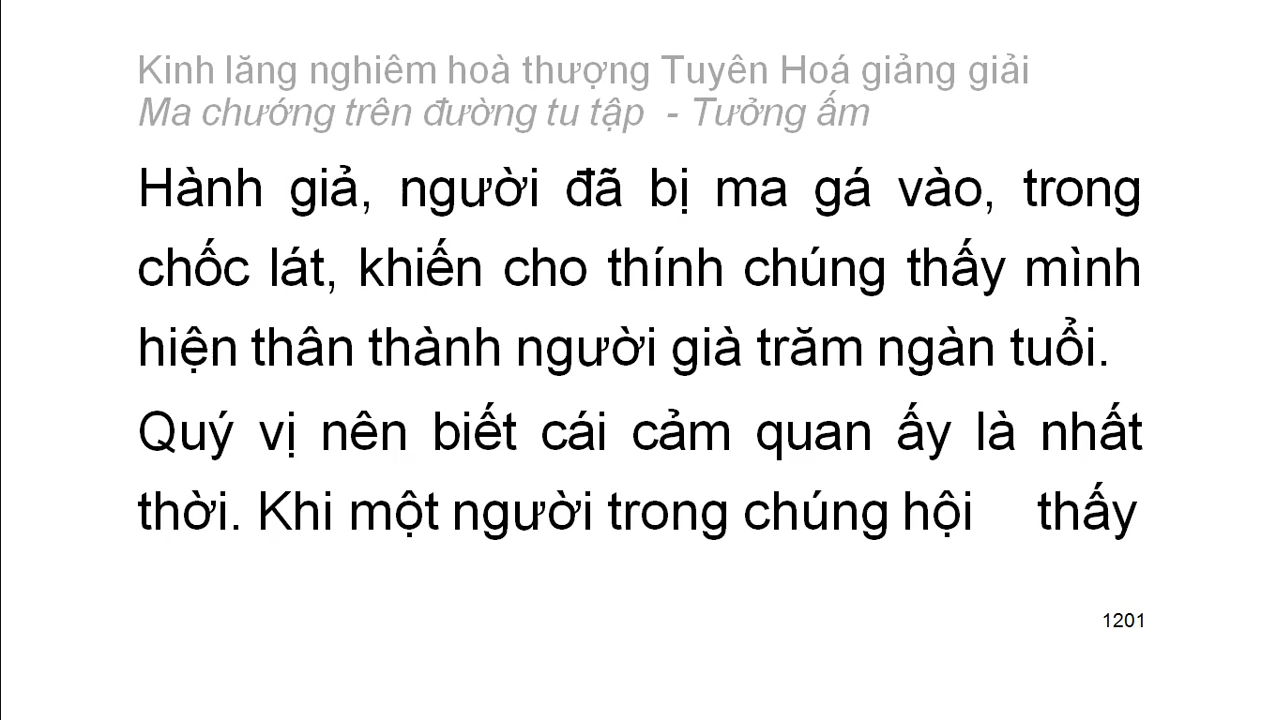 Kinh lăng nghiêm hoà thượng Tuyên Hoá giảng giải
Ma chướng trên đường tu tập - Tưởng ấm
Hành giả, người đã bị ma gá vào, trong
chốc lát, khiến cho thính chúng thấy mình
hiện thân thành người già trăm ngàn tuổi.
Quý vị nên biết cái cảm quan ấy là nhất
thời. Khi một người trong chúng hội thấy
1201